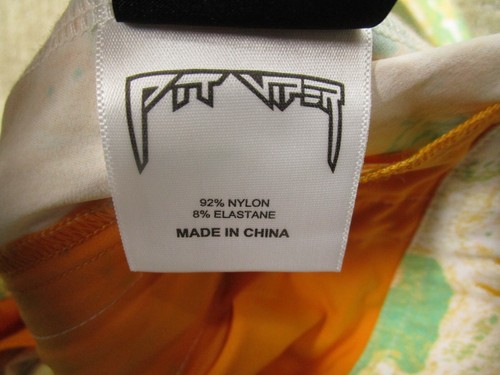 PIT VIPER
92% NYLON
8% ELASTANE
MADE IN CHINA